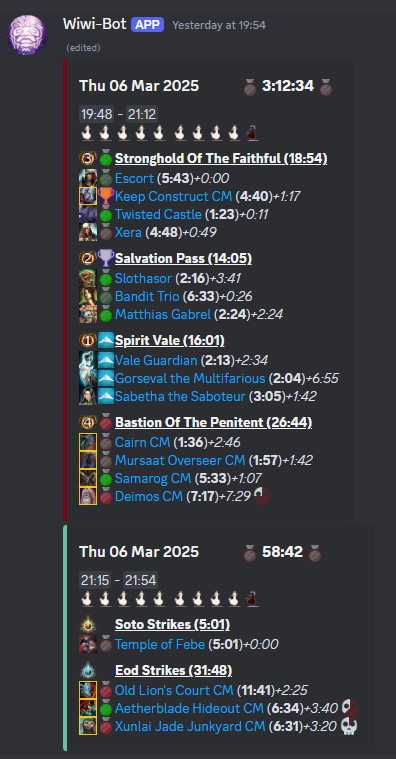 Wiwi-Bot APP Yesterday at 19:54
(edited)
Thu 06 Mar 2025 3:12:34
19:48 - 21:12
3 Stronghold Of The Faithful (18:54)
Escort (5:43)+0:00
Keep Construct CM (4:40)+1:17
Twisted Castle (1:23)+0:11
Xera (4:48)+0:49
2 Salvation Pass (14:05)
Slothasor (2:16)+3:41
Bandit Trio (6:33)+0:26
Matthias Gabrel (2:24)+2:24
1 Spirit Vale (16:01)
Vale Guardian (2:13)+2:34
Gorseval the Multifarious (2:04)+6:55
Sabetha the Saboteur (3:05)+1:42
4 Bastion Of The Penitent (26:44)
Cairn CM (1:36)+2:46
Mursaat Overseer CM (1:57)+1:42
Samarog CM (5:33)+1:07
Deimos CM (7:17)+7:29
Thu 06 Mar 2025 58:42
21:15 - 21:54
Soto Strikes (5:01)
Temple of Febe (5:01)+0:00
Eod Strikes (31:48)
Old Lion's Court CM (11:41)+2:25
Aetherblade Hideout CM (6:34)+3:40
Xunlai Jade Junkyard CM (6:31)+3:20